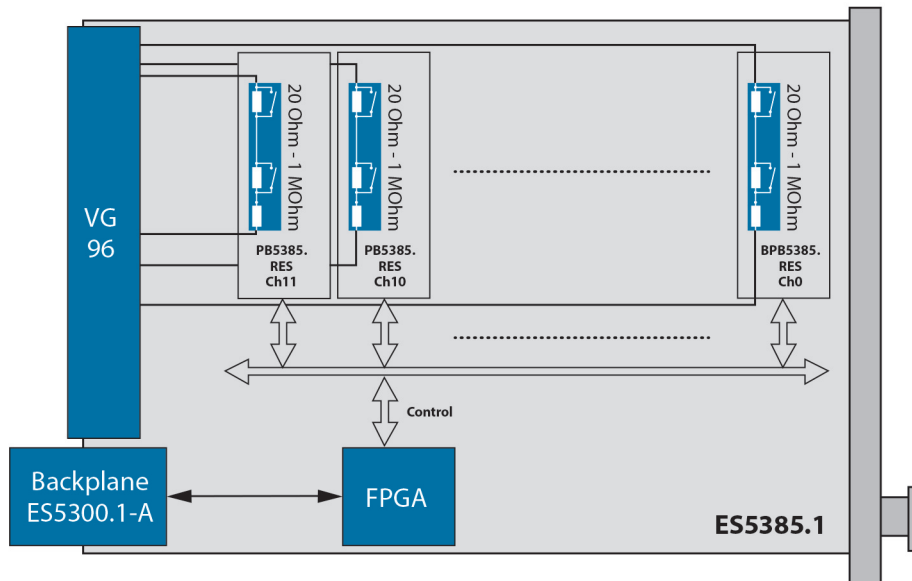 VG
96
20 Ohm - 1 MOhm
PB5385.
RES
Ch11
20 Ohm - 1 MOhm
PB5385.
RES
Ch10
20 Ohm - 1 MOhm
BPB5385.
RES
Ch0
Control
Backplane
ES5300.1-A
FPGA
ES5385.1